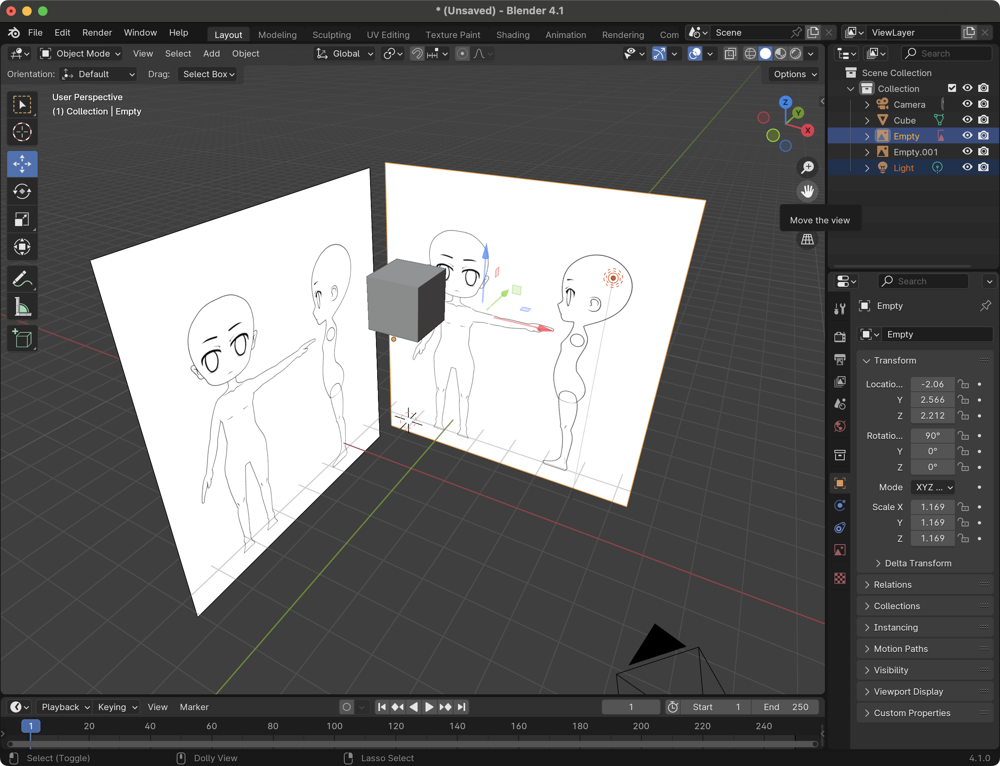 * (Unsaved) - Blender 4.1
File Edit Render Window Help Layout Modeling Sculpting UV Editing Texture Paint Shading Animation Rendering Com Scene ViewLayer
Object Mode View Select Add Object Global Search
Orientation: Default Drag: Select Box Options
User Perspective
(1) Collection | Empty
Z
Y
X
Move the view
Scene Collection
Collection
Camera
Cube
Empty
Empty.001
Light
Search
Empty
Empty
Transform
Locatio... -2.06
Y 2.566
Z 2.212
Rotatio... 90°
Y 0°
Z 0°
Mode XYZ ...
Scale X 1.169
Y 1.169
Z 1.169
Delta Transform
Relations
Collections
Instancing
Motion Paths
Visibility
Viewport Display
Custom Properties
Playback Keying View Marker 1 Start 1 End 250
1 20 40 60 80 100 120 140 160 180 200 220 240
Select (Toggle) Dolly View Lasso Select 4.1.0